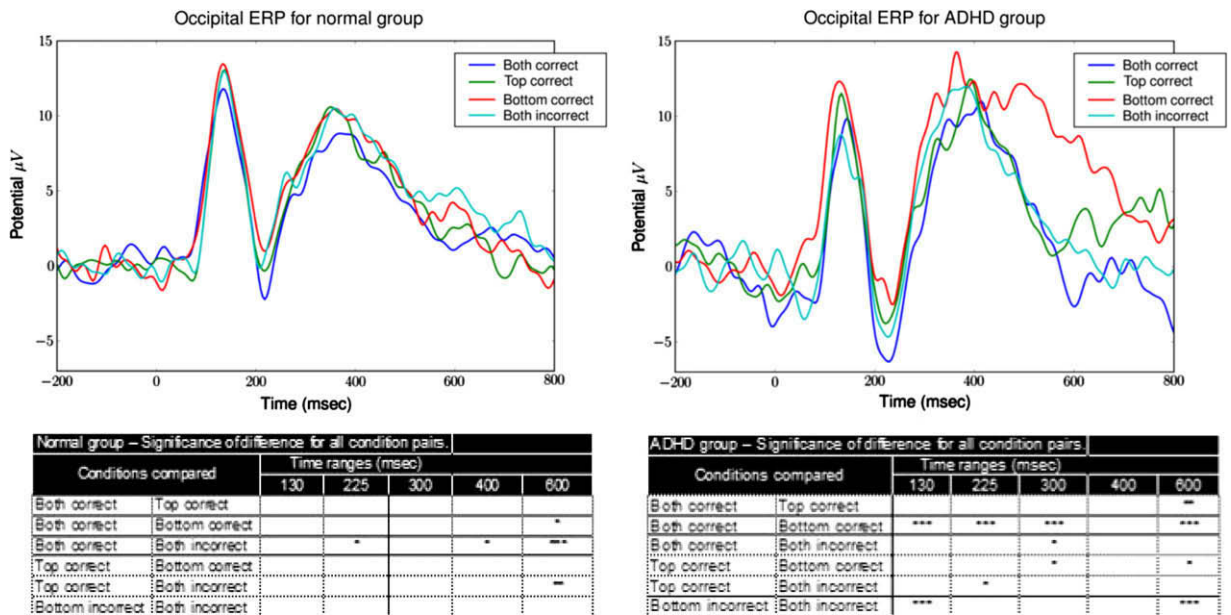 Occipital ERP for normal group
15
10
5
0
−5
Potential μV
−200 0 200 400 600 800
Time (msec)
Both correct
Top correct
Bottom correct
Both incorrect
Occipital ERP for ADHD group
15
10
5
0
−5
Potential μV
−200 0 200 400 600 800
Time (msec)
Both correct
Top correct
Bottom correct
Both incorrect
Normal group – Significance of difference for all condition pairs.
Conditions compared Time ranges (msec)
130 225 300 400 600
Both correct Top correct
Both correct Bottom correct *
Both correct Both incorrect * * ***
Top correct Bottom correct
Top correct Both incorrect **
Bottom incorrect Both incorrect
ADHD group – Significance of difference for all condition pairs.
Conditions compared Time ranges (msec)
130 225 300 400 600
Both correct Top correct **
Both correct Bottom correct *** *** *** ***
Both correct Both incorrect *
Top correct Bottom correct * *
Top correct Both incorrect *
Bottom incorrect Both incorrect *** ***